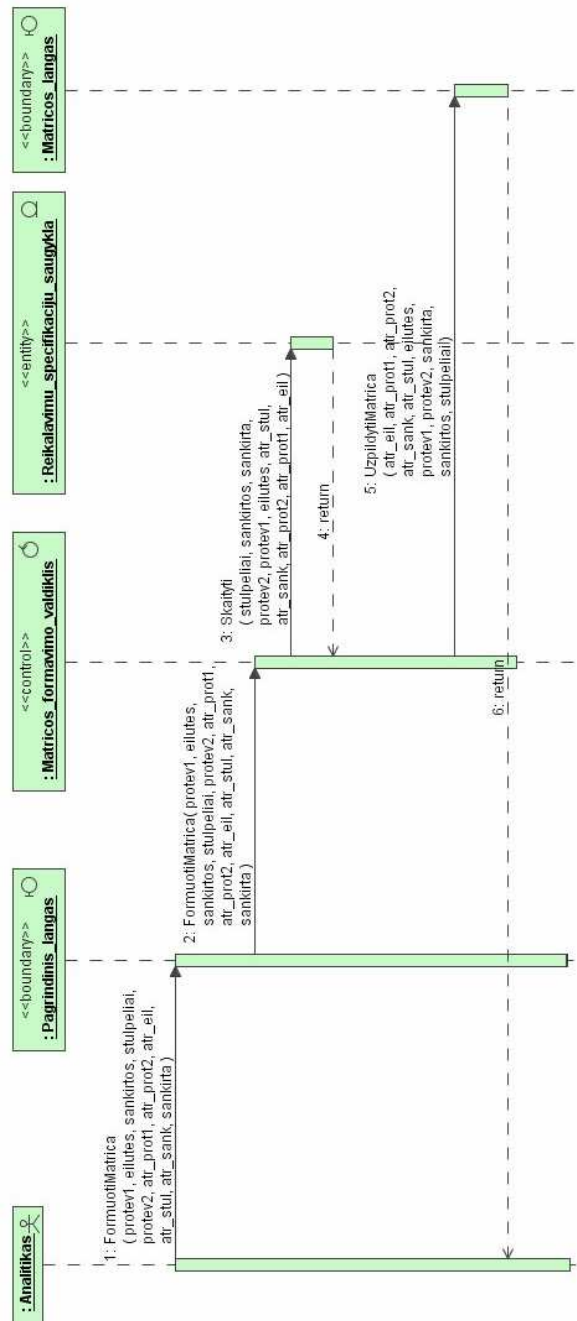 : Analitikas
<<boundary>>
: Pagrindinis_langas
<<control>>
: Matricos_formavimo_valdiklis
<<entity>>
: Reikalavimu_specifikaciju_saugykla
<<boundary>>
: Matricos_langas
1: FormuotiMatrica
( protev1, eilutes, sankirtos, stulpeliai,
protev2, atr_prot1, atr_prot2, atr_eil,
atr_stul, atr_sank, sankirta )
2: FormuotiMatrica( protev1, eilutes,
sankirtos, stulpeliai, protev2, atr_prot1,
atr_prot2, atr_eil, atr_stul, atr_sank,
sankirta )
3: Skaityti
( stulpeliai, sankirtos, sankirta,
protev2, protev1, eilutes, atr_stul,
atr_sank, atr_prot2, atr_prot1, atr_eil )
4: return
5: UzpildytiMatrica
( atr_eil, atr_prot1, atr_prot2,
atr_sank, atr_stul, eilutes,
protev1, protev2, sankirta,
sankirtos, stulpeliai)
6: return